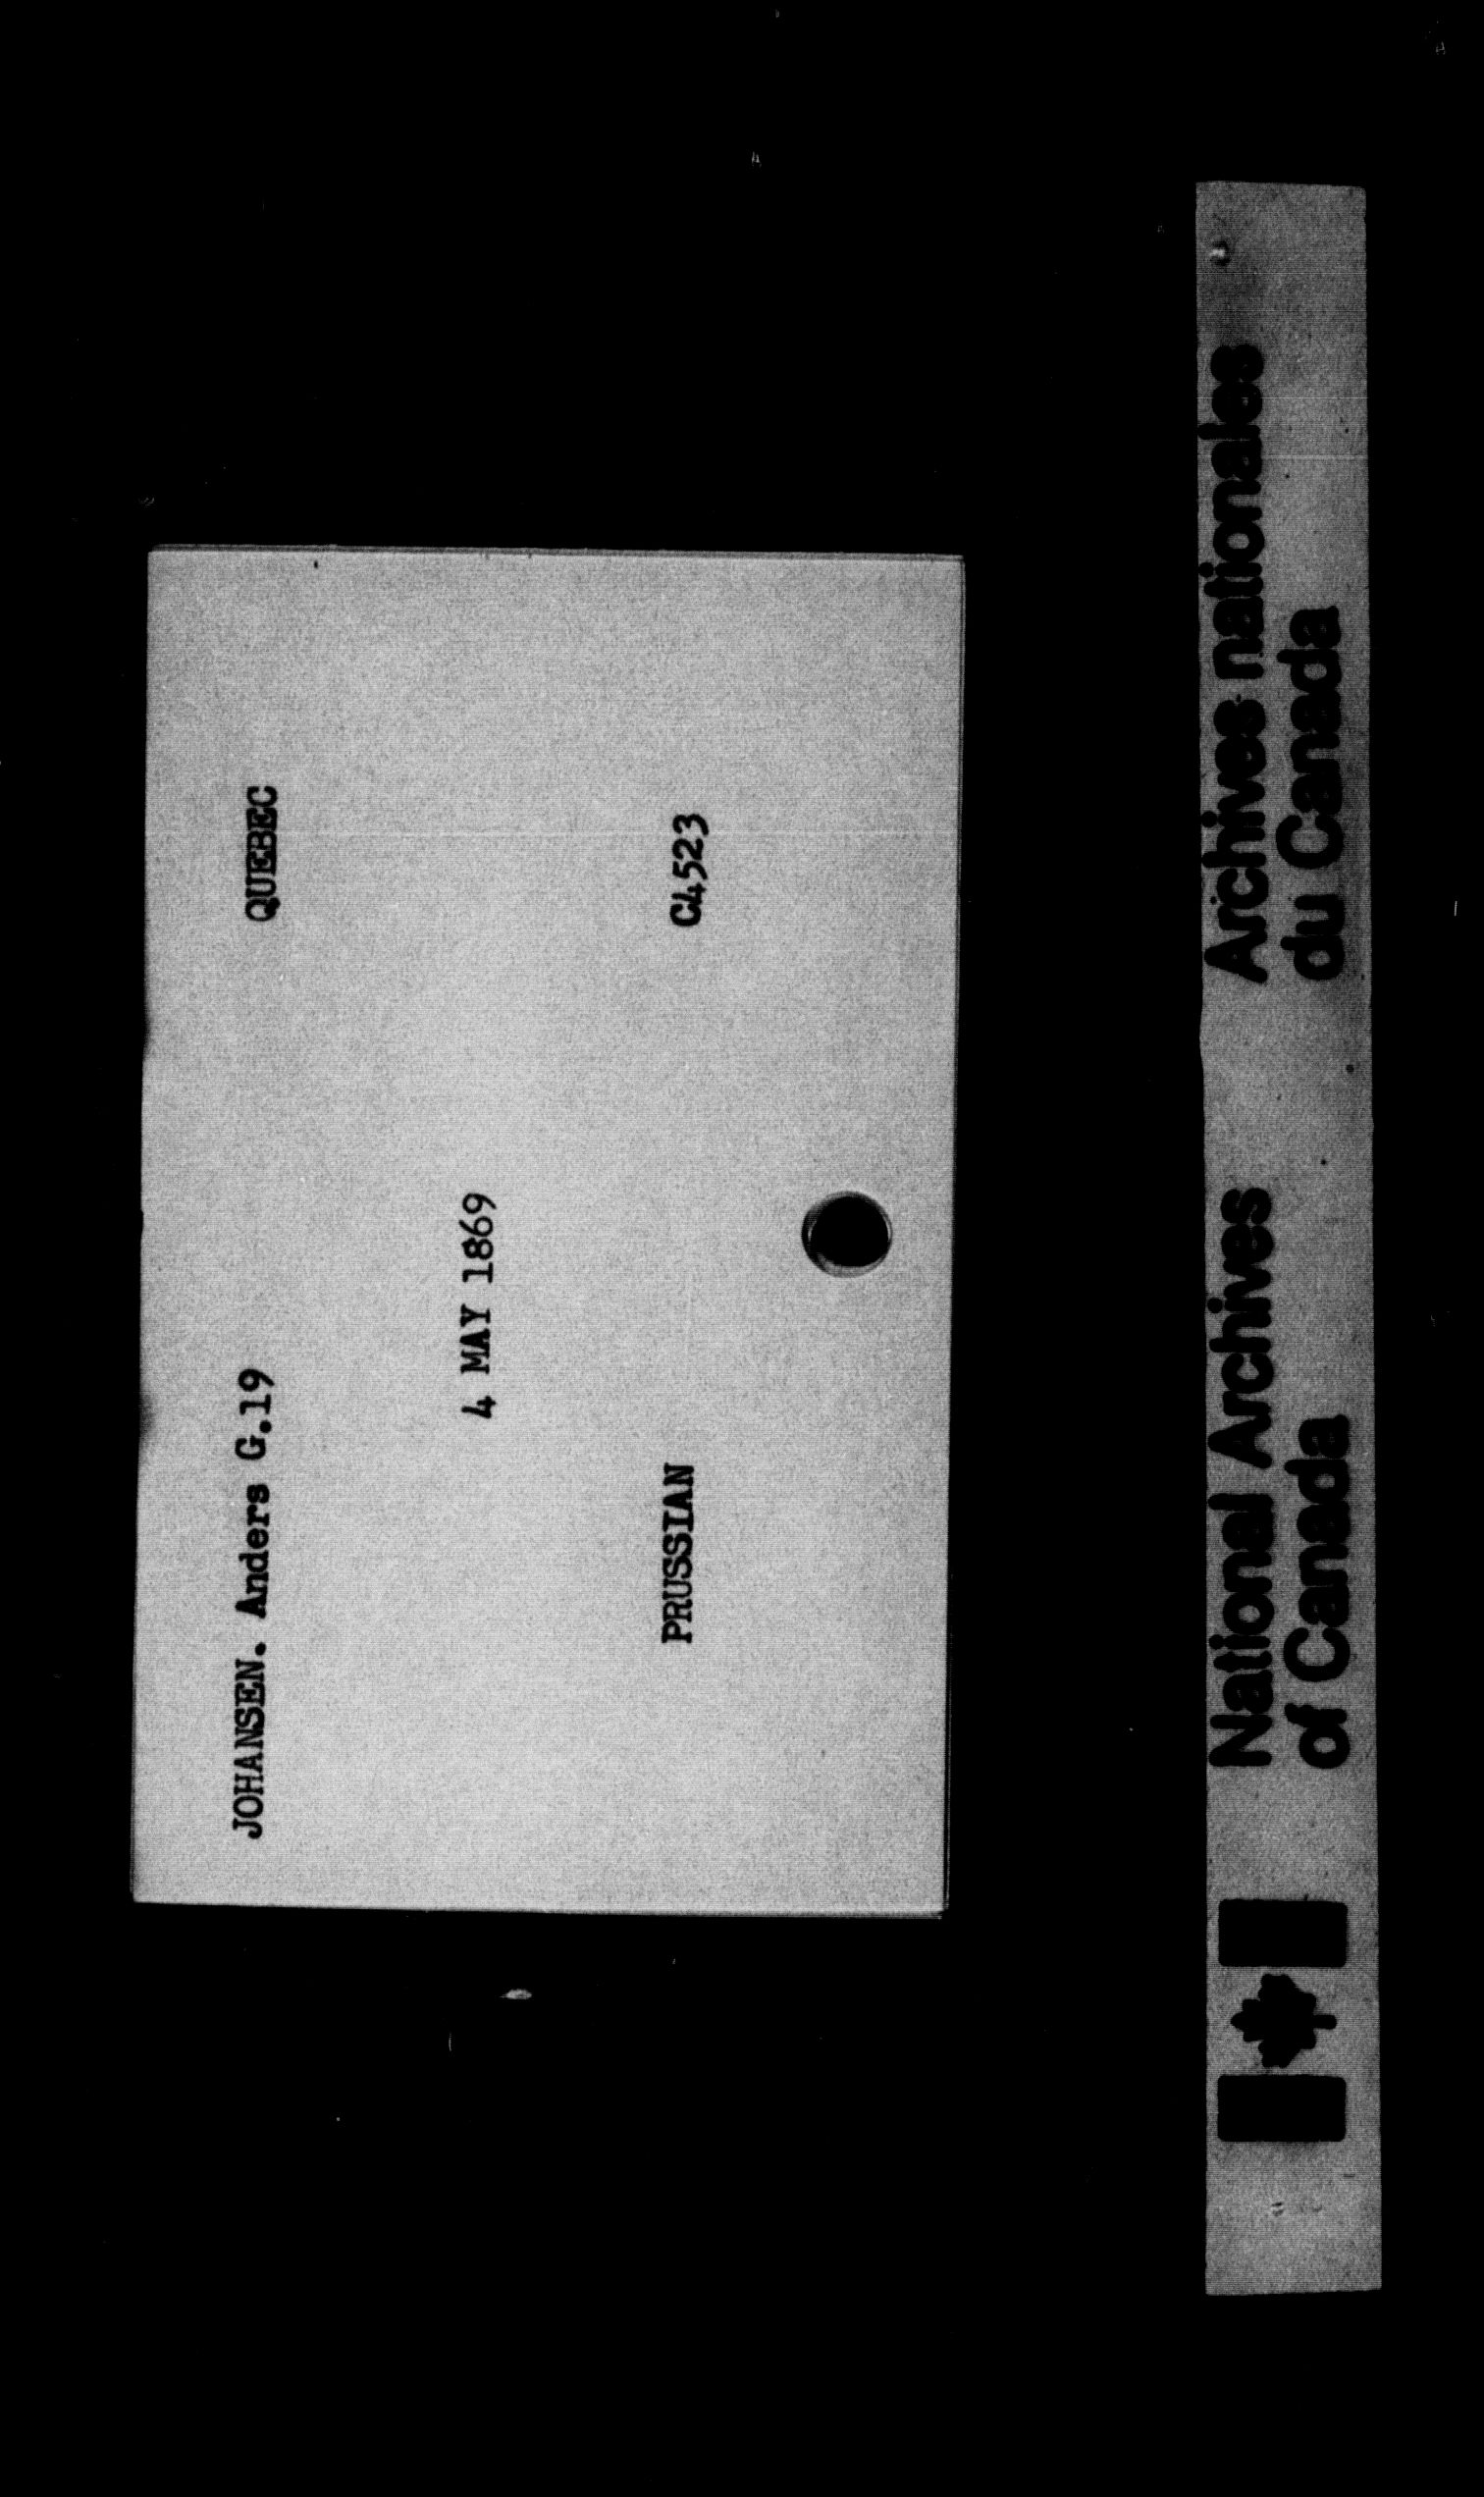 JOHANSEN. Anders G.19 QUEBEC
4 MAY 1869
PRUSSIAN C4523
National Archives
of Canada
Archives nationales
du Canada